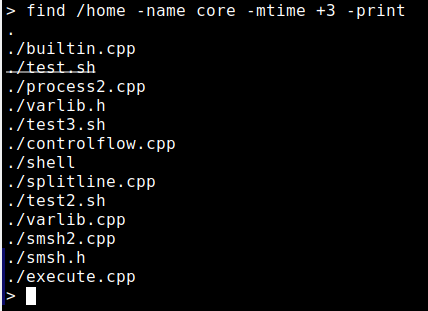 > find /home -name core -mtime +3 -print
.
./builtin.cpp
./test.sh
./process2.cpp
./varlib.h
./test3.sh
./controlflow.cpp
./shell
./splitline.cpp
./test2.sh
./varlib.cpp
./smsh2.cpp
./smsh.h
./execute.cpp
>